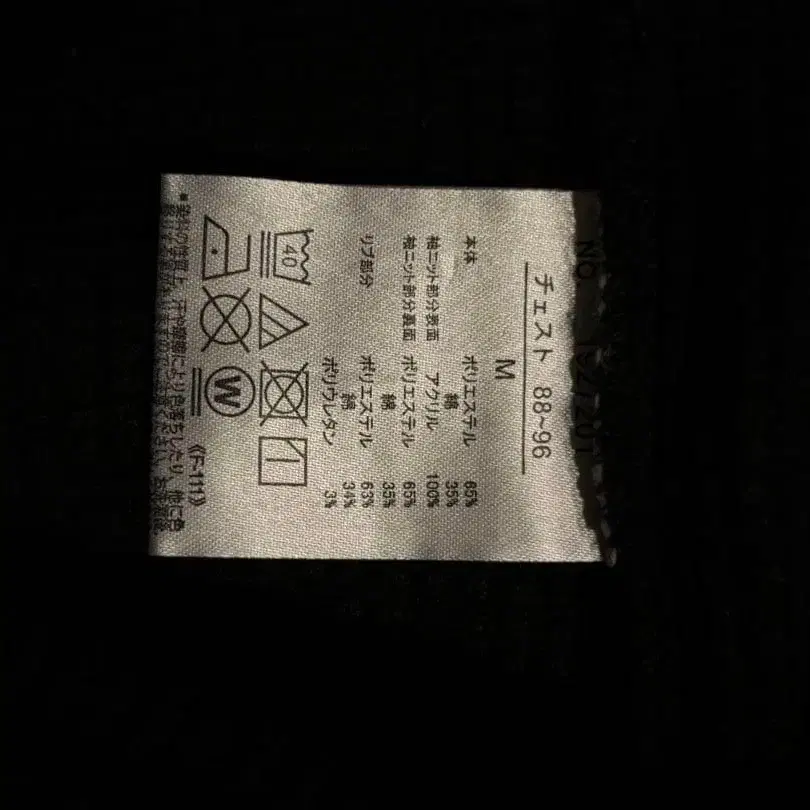 NO.
チェスト 88~96
M
本体 ポリエステル 65%
綿 35%
袖ニット部分表面 アクリル 100%
袖ニット部分裏面 ポリエステル 65%
綿 35%
リブ部分 ポリエステル 63%
綿 34%
ポリウレタン 3%
40
W
《F-111》